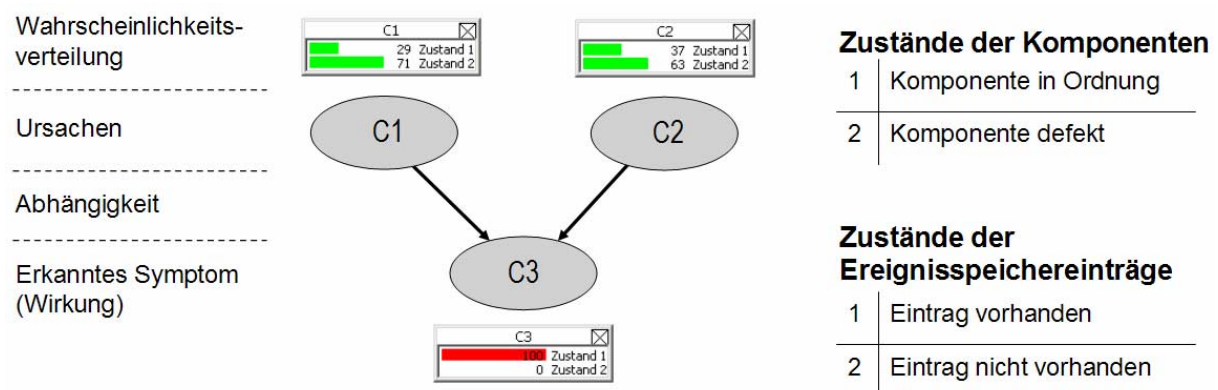 Wahrscheinlichkeits-
verteilung
C1
29 Zustand 1
71 Zustand 2
C2
37 Zustand 1
63 Zustand 2
Ursachen
C1
C2
Abhängigkeit
Erkanntes Symptom
(Wirkung)
C3
C3
100 Zustand 1
0 Zustand 2
Zustände der Komponenten
1 Komponente in Ordnung
2 Komponente defekt
Zustände der
Ereignisspeichereinträge
1 Eintrag vorhanden
2 Eintrag nicht vorhanden